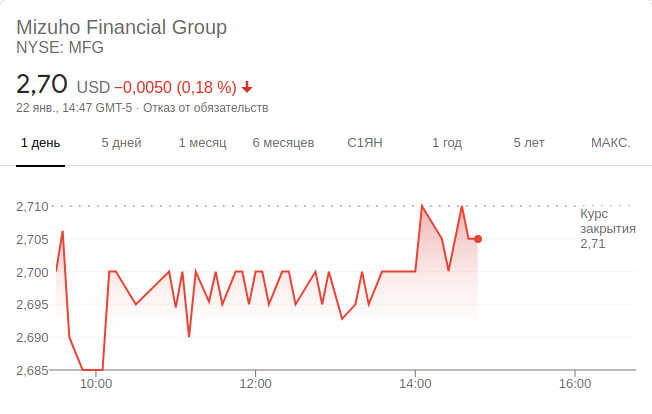 Mizuho Financial Group
NYSE: MFG
2,70 USD −0,0050 (0,18 %)
22 янв., 14:47 GMT-5 · Отказ от обязательств
1 день 5 дней 1 месяц 6 месяцев С1ЯН 1 год 5 лет МАКС.
2,710
Курс
закрытия
2,71
2,705
2,700
2,695
2,690
2,685
10:00 12:00 14:00 16:00